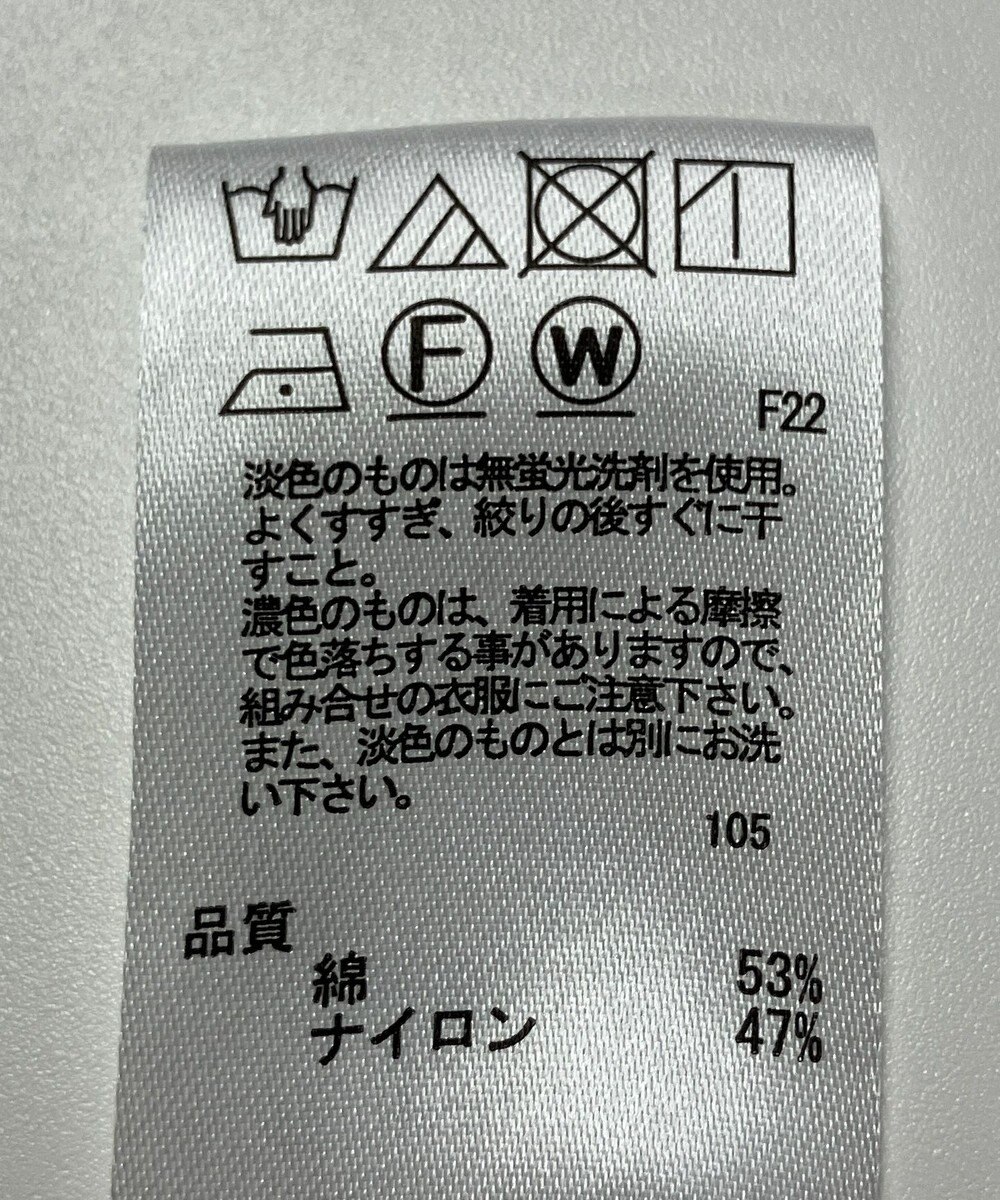 F W
F22
淡色のものは無蛍光洗剤を使用。
よくすすぎ、絞りの後すぐに干
すこと。
濃色のものは、着用による摩擦
で色落ちする事がありますので、
組み合せの衣服にご注意下さい。
また、淡色のものとは別にお洗
い下さい。
105
品質
綿 53%
ナイロン 47%